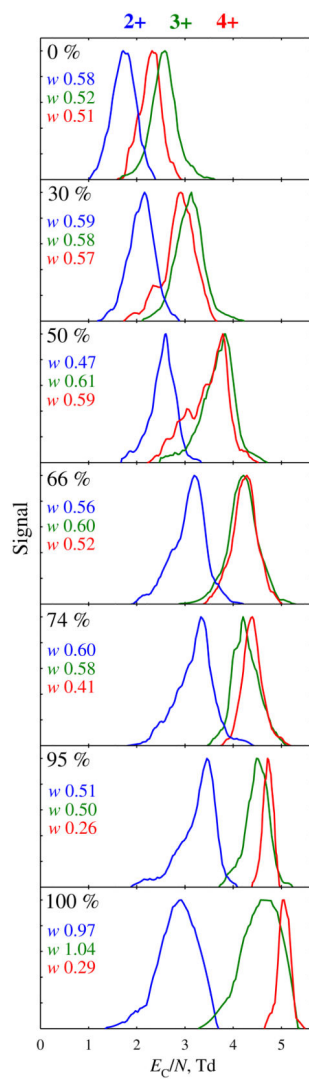 2+ 3+ 4+
0 %
w 0.58
w 0.52
w 0.51
30 %
w 0.59
w 0.58
w 0.57
50 %
w 0.47
w 0.61
w 0.59
66 %
w 0.56
w 0.60
w 0.52
74 %
w 0.60
w 0.58
w 0.41
95 %
w 0.51
w 0.50
w 0.26
100 %
w 0.97
w 1.04
w 0.29
Signal
0 1 2 3 4 5
E_C/N, Td